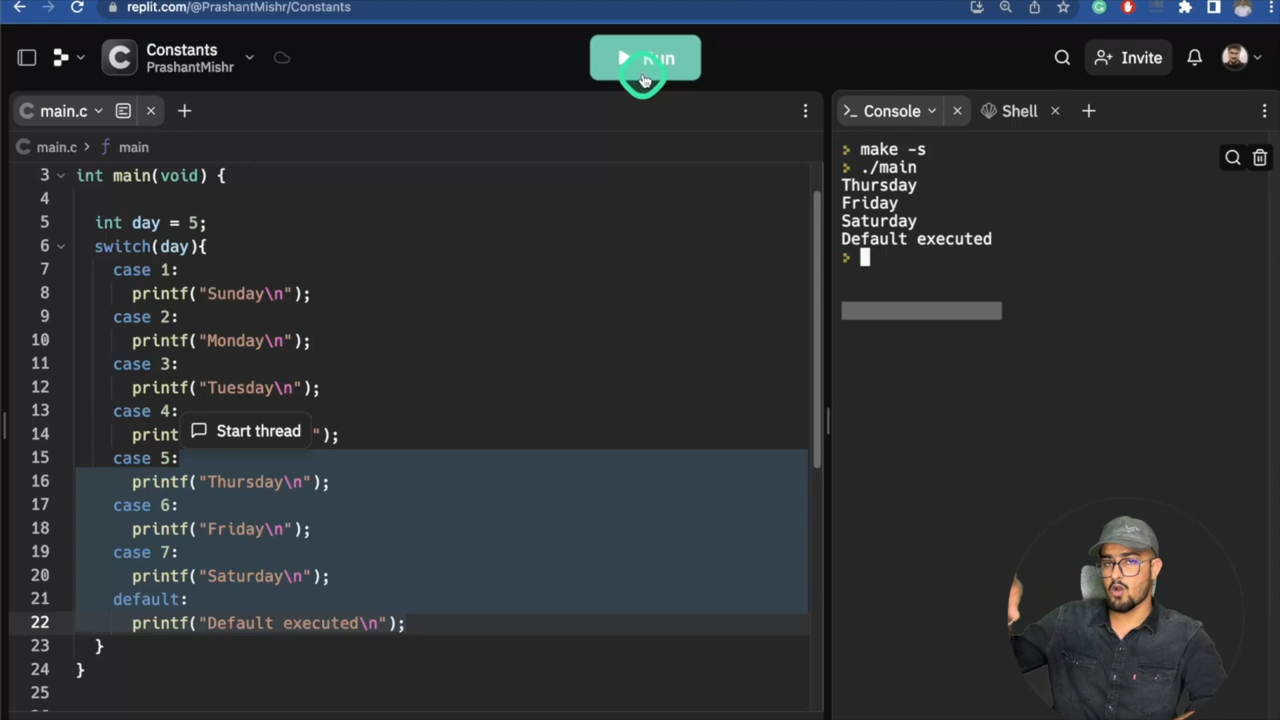 replit.com/@PrashantMishr/Constants
Constants
PrashantMishr
Run
Invite
main.c
main.c > main
3 int main(void) {
4
5 int day = 5;
6 switch(day){
7 case 1:
8 printf("Sunday\n");
9 case 2:
10 printf("Monday\n");
11 case 3:
12 printf("Tuesday\n");
13 case 4:
14 print ");
Start thread
15 case 5:
16 printf("Thursday\n");
17 case 6:
18 printf("Friday\n");
19 case 7:
20 printf("Saturday\n");
21 default:
22 printf("Default executed\n");
23 }
24 }
25
Console
Shell
make -s
./main
Thursday
Friday
Saturday
Default executed